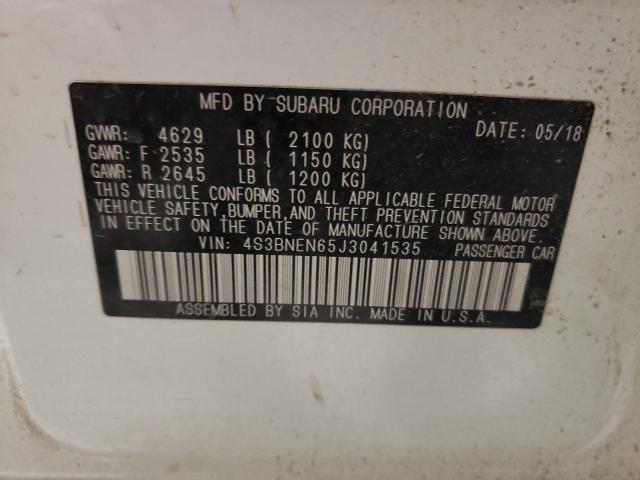 MFD BY SUBARU CORPORATION
DATE: 05/18
GVWR: 4629 LB ( 2100 KG)
GAWR: F 2535 LB ( 1150 KG)
GAWR: R 2645 LB ( 1200 KG)
THIS VEHICLE CONFORMS TO ALL APPLICABLE FEDERAL MOTOR
VEHICLE SAFETY, BUMPER, AND THEFT PREVENTION STANDARDS
IN EFFECT ON THE DATE OF MANUFACTURE SHOWN ABOVE.
VIN: 4S3BNEN65J3041535 PASSENGER CAR
ASSEMBLED BY SIA INC. MADE IN U.S.A.